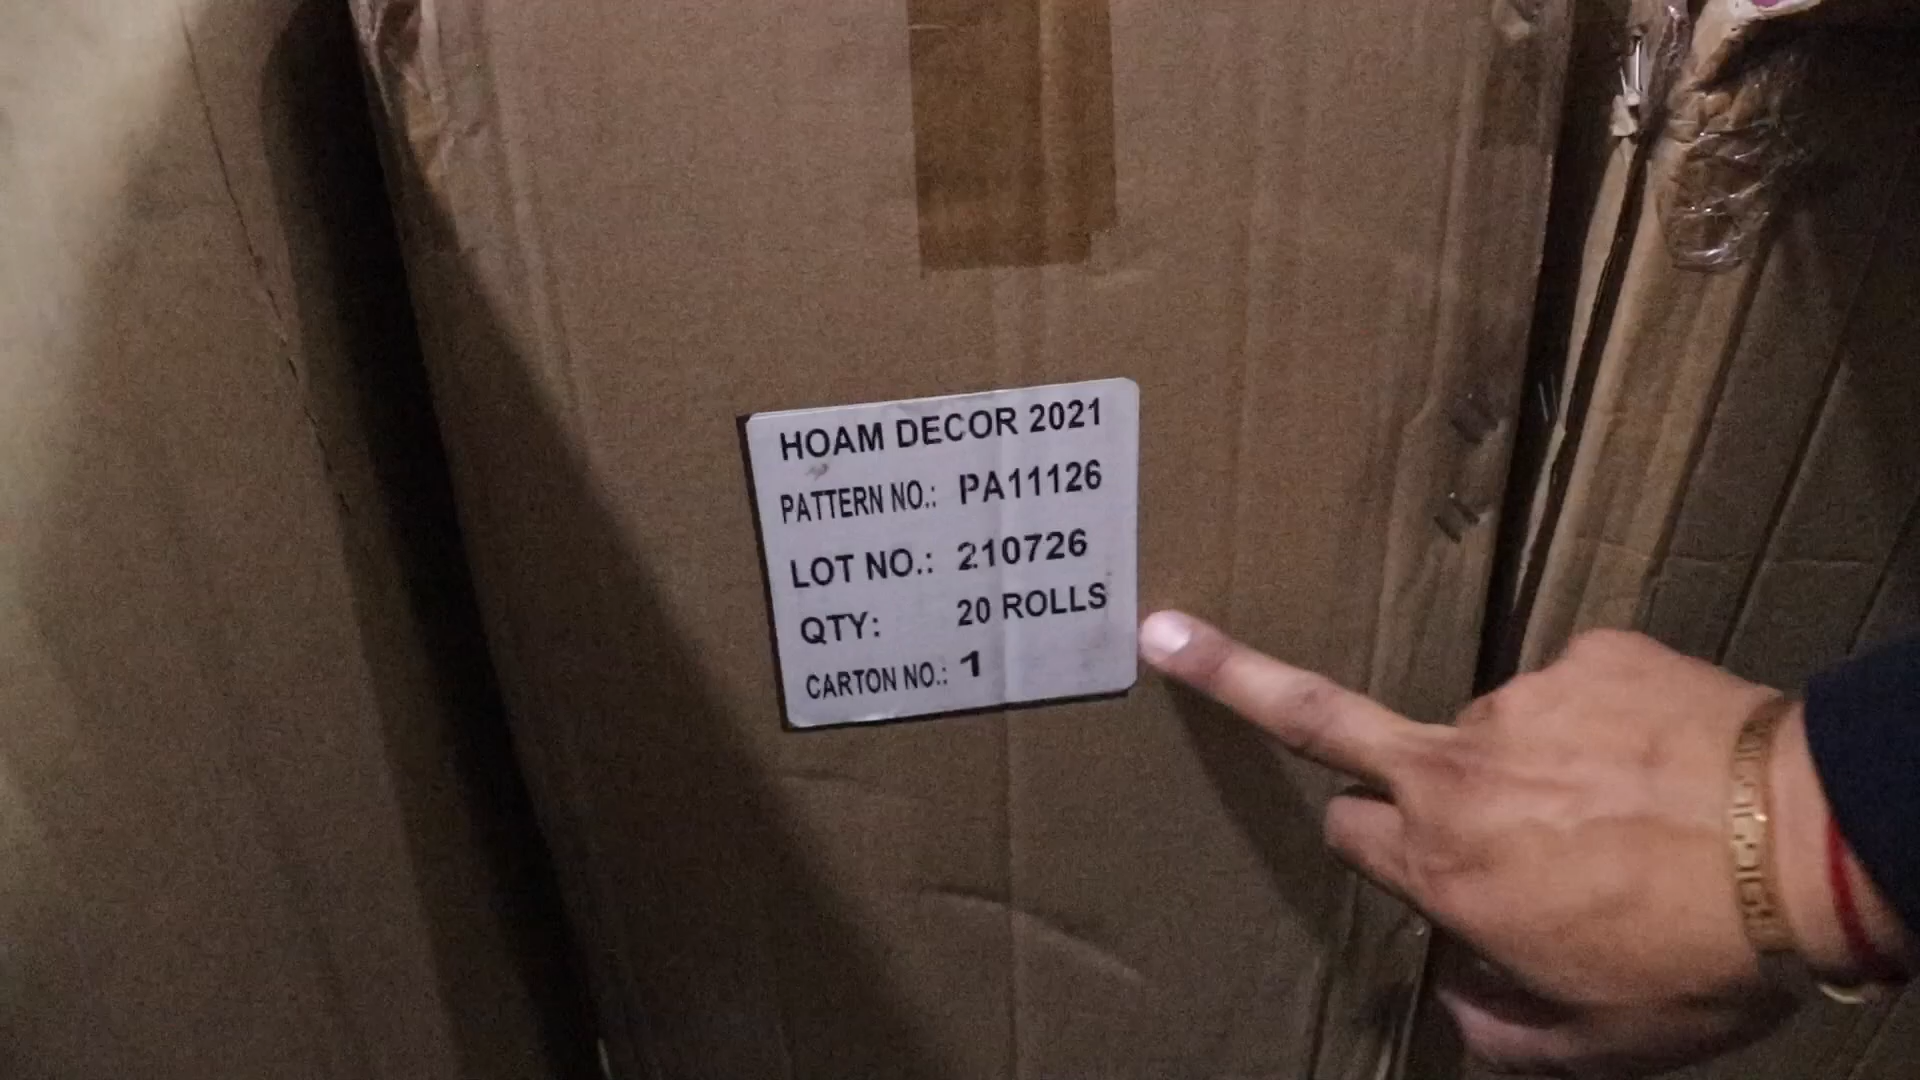 HOAM DECOR 2021
PATTERN NO.: PA11126
LOT NO.: 210726
QTY: 20 ROLLS
CARTON NO.: 1